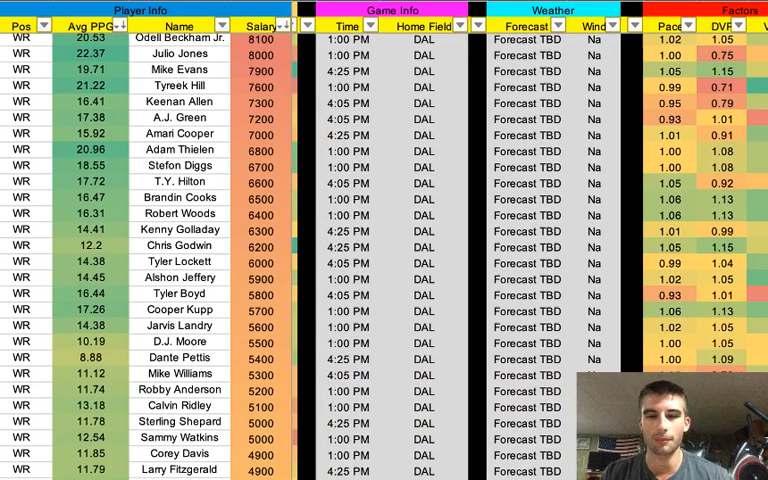 Player Info Game Info Weather Factors
Pos Avg PPG Name Salary Time Home Field Forecast Wind Pace DVP V
WR 20.53 Odell Beckham Jr. 8100 1:00 PM DAL Forecast TBD Na 1.02 1.05
WR 22.37 Julio Jones 8000 1:00 PM DAL Forecast TBD Na 1.00 0.75
WR 19.71 Mike Evans 7900 4:25 PM DAL Forecast TBD Na 1.05 1.15
WR 21.22 Tyreek Hill 7600 1:00 PM DAL Forecast TBD Na 0.99 0.71
WR 16.41 Keenan Allen 7300 4:05 PM DAL Forecast TBD Na 0.95 0.79
WR 17.38 A.J. Green 7200 4:05 PM DAL Forecast TBD Na 0.93 1.01
WR 15.92 Amari Cooper 7000 4:25 PM DAL Forecast TBD Na 1.01 0.91
WR 20.96 Adam Thielen 6800 1:00 PM DAL Forecast TBD Na 1.00 1.08
WR 18.55 Stefon Diggs 6700 1:00 PM DAL Forecast TBD Na 1.00 1.08
WR 17.72 T.Y. Hilton 6600 4:05 PM DAL Forecast TBD Na 1.05 0.92
WR 16.47 Brandin Cooks 6500 1:00 PM DAL Forecast TBD Na 1.06 1.13
WR 16.31 Robert Woods 6400 1:00 PM DAL Forecast TBD Na 1.06 1.13
WR 14.41 Kenny Golladay 6300 1:00 PM DAL Forecast TBD Na 1.01 0.99
WR 12.2 Chris Godwin 6200 4:25 PM DAL Forecast TBD Na 1.05 1.15
WR 14.38 Tyler Lockett 6000 1:00 PM DAL Forecast TBD Na 0.99 1.04
WR 14.45 Alshon Jeffery 5900 1:00 PM DAL Forecast TBD Na 1.02 1.05
WR 16.44 Tyler Boyd 5800 4:05 PM DAL Forecast TBD Na 0.93 1.01
WR 17.26 Cooper Kupp 5700 1:00 PM DAL Forecast TBD Na 1.06 1.13
WR 14.38 Jarvis Landry 5600 1:00 PM DAL Forecast TBD Na 1.02 1.05
WR 10.19 D.J. Moore 5500 1:00 PM DAL Forecast TBD Na 1.00 1.05
WR 8.88 Dante Pettis 5400 4:25 PM DAL Forecast TBD Na 1.00 1.09
WR 11.12 Mike Williams 5300 4:05 PM DAL Forecast TBD Na
WR 11.74 Robby Anderson 5200 1:00 PM DAL Forecast TBD
WR 13.18 Calvin Ridley 5100 1:00 PM DAL Forecast TBD
WR 11.78 Sterling Shepard 5000 4:25 PM DAL Forecast TBD
WR 12.54 Sammy Watkins 5000 1:00 PM DAL Forecast TBD
WR 11.85 Corey Davis 4900 1:00 PM DAL Forecast TBD
WR 11.79 Larry Fitzgerald 4900 4:25 PM DAL Forecast TBD